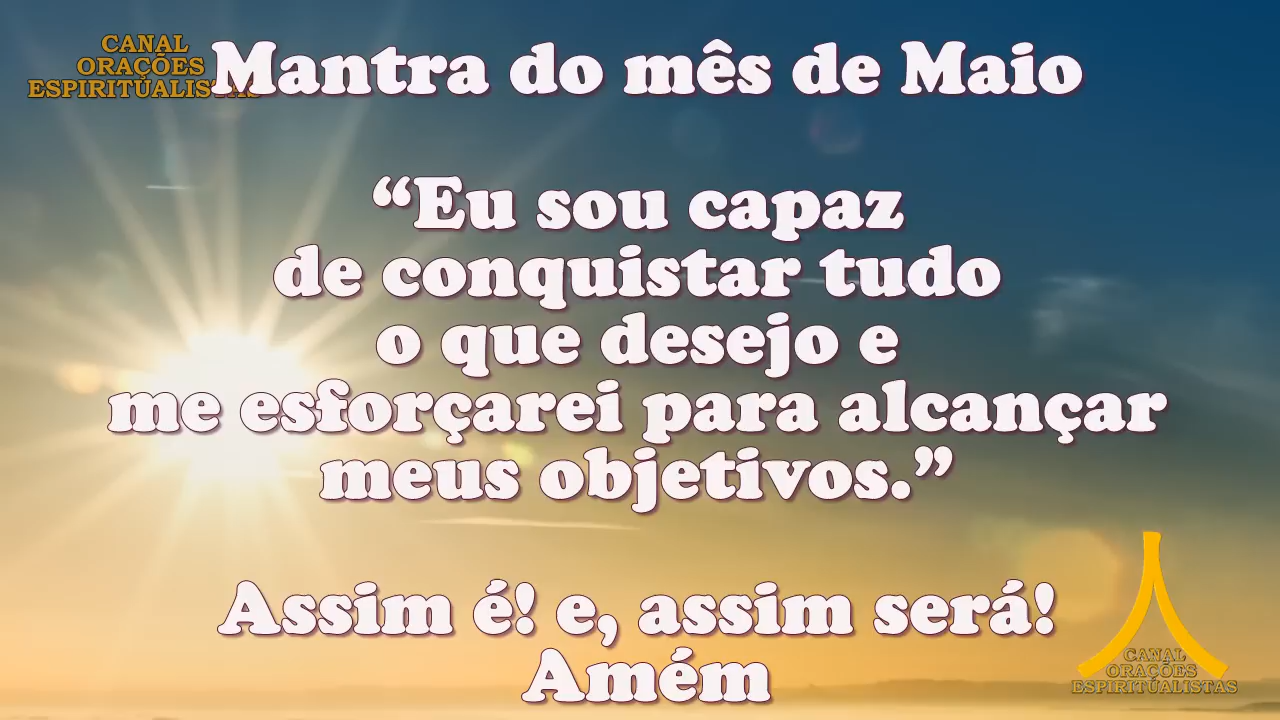 CANAL
ORAÇÕES
ESPIRITUALISTAS
Mantra do mês de Maio
“Eu sou capaz
de conquistar tudo
o que desejo e
me esforçarei para alcançar
meus objetivos.”
Assim é! e, assim será!
Amém
CANAL
ORAÇÕES
ESPIRITUALISTAS